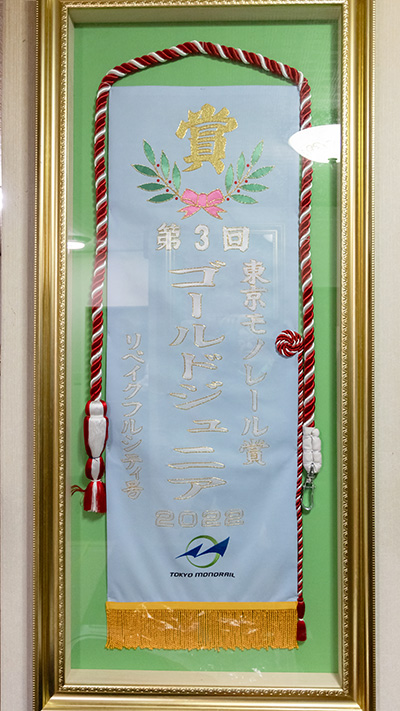 賞
第3回
東京モノレール賞
ゴールドジュニア
リベイクフルシティ号
2022
TOKYO MONORAIL